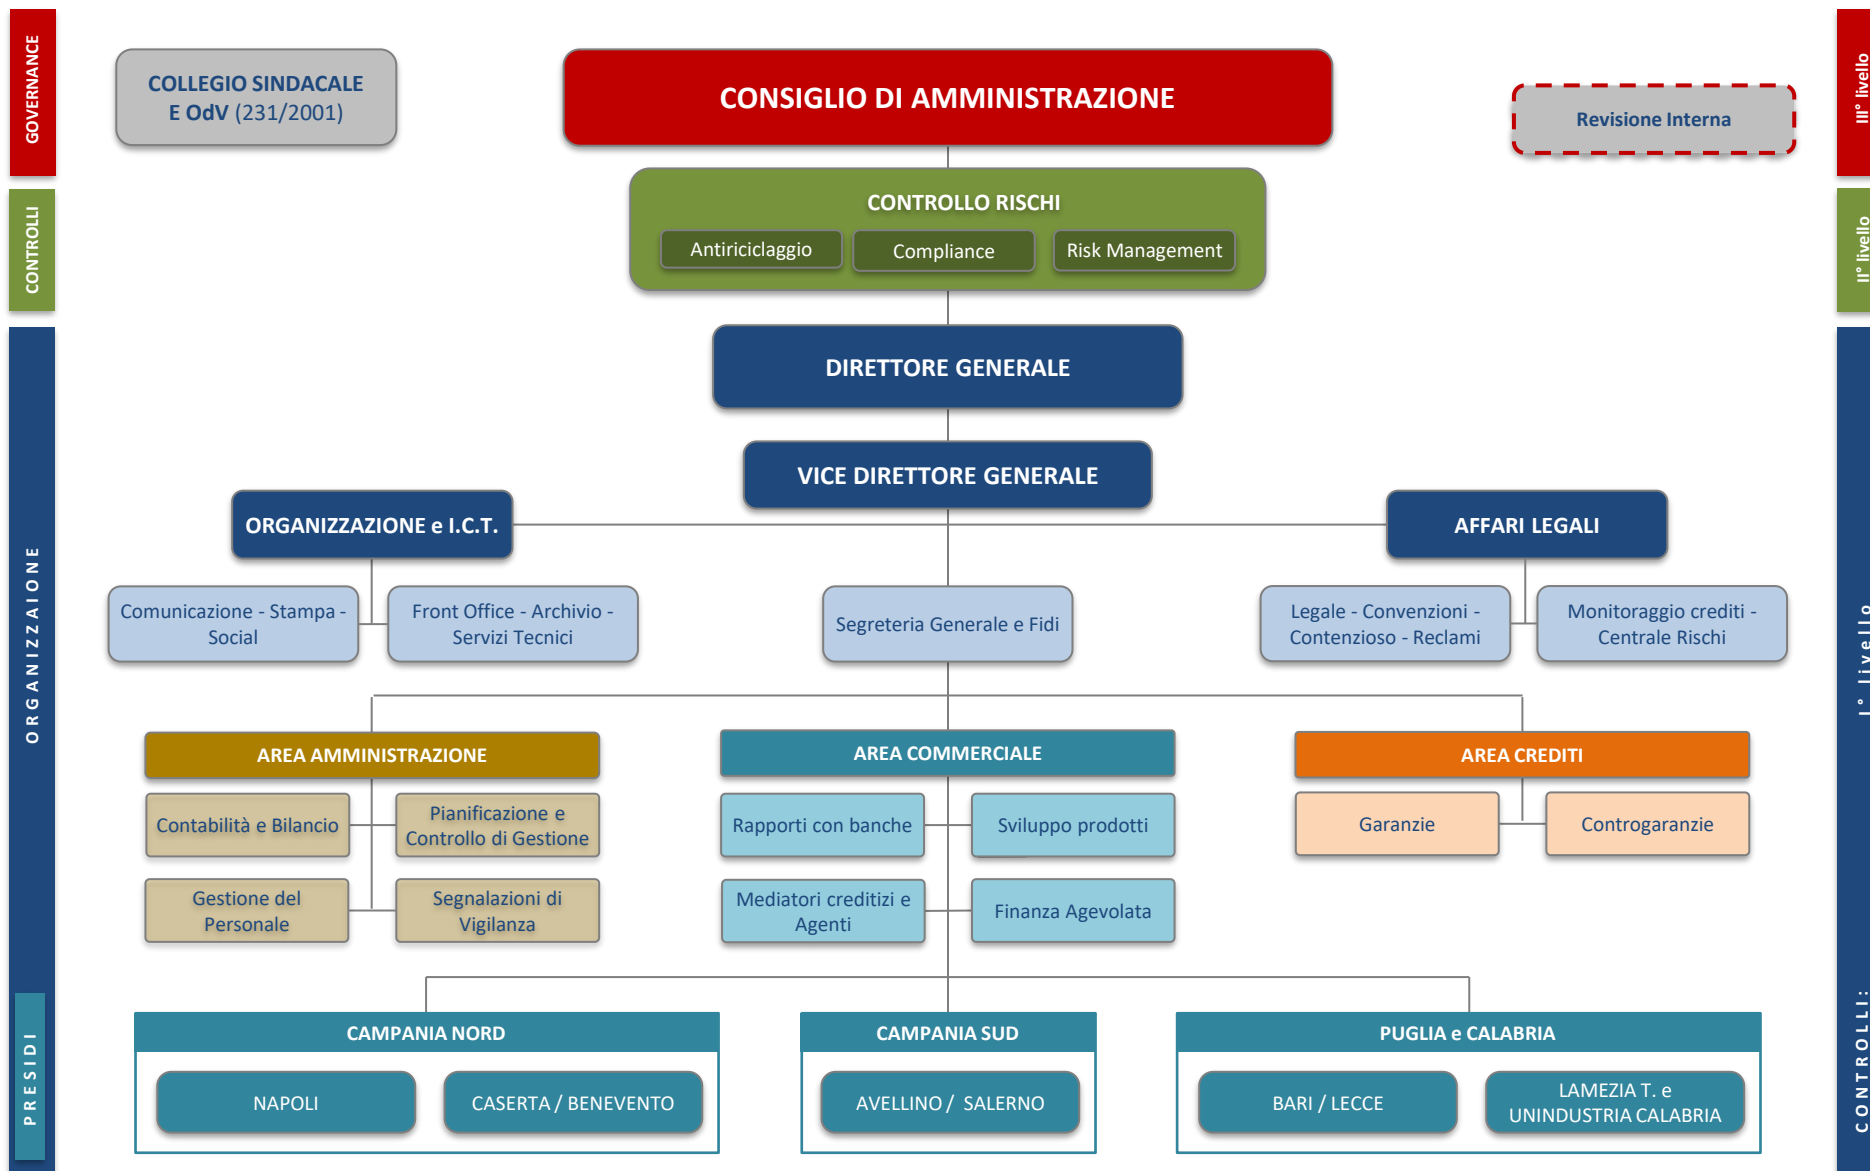 GOVERNANCE
COLLEGIO SINDACALE
E OdV (231/2001)
CONSIGLIO DI AMMINISTRAZIONE
Revisione Interna
III° livello
CONTROLLI
CONTROLLO RISCHI
Antiriciclaggio
Compliance
Risk Management
II° livello
DIRETTORE GENERALE
VICE DIRETTORE GENERALE
ORGANIZZAZIONE e I.C.T.
AFFARI LEGALI
ORGANIZZAIONE
Comunicazione - Stampa -
Social
Front Office - Archivio -
Servizi Tecnici
Segreteria Generale e Fidi
Legale - Convenzioni -
Contenzioso - Reclami
Monitoraggio crediti -
Centrale Rischi
CONTROLLI: I° livello
AREA AMMINISTRAZIONE
AREA COMMERCIALE
AREA CREDITI
Contabilità e Bilancio
Pianificazione e
Controllo di Gestione
Rapporti con banche
Sviluppo prodotti
Garanzie
Controgaranzie
Gestione del
Personale
Segnalazioni di
Vigilanza
Mediatori creditizi e
Agenti
Finanza Agevolata
PRESIDI
CAMPANIA NORD
CAMPANIA SUD
PUGLIA e CALABRIA
NAPOLI
CASERTA / BENEVENTO
AVELLINO / SALERNO
BARI / LECCE
LAMEZIA T. e
UNINDUSTRIA CALABRIA